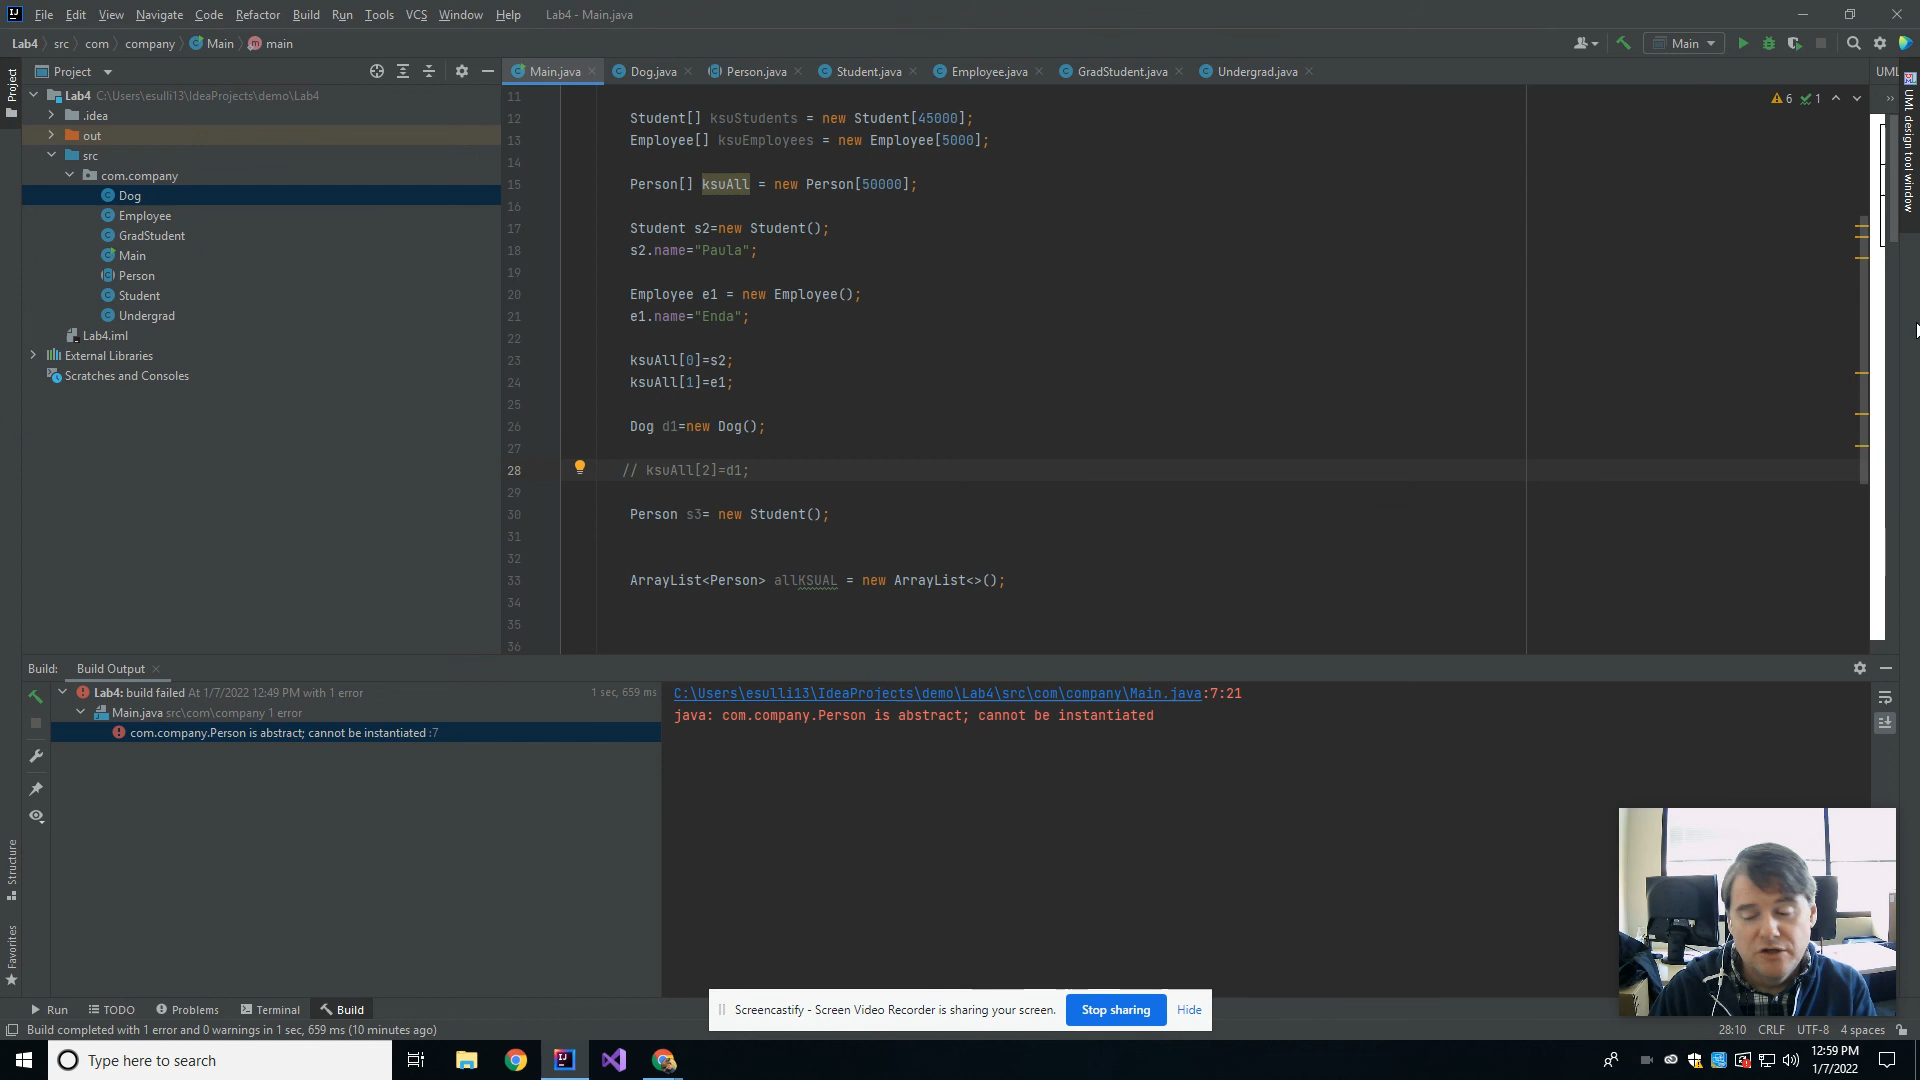 File Edit View Navigate Code Refactor Build Run Tools VCS Window Help Lab4 - Main.java
Lab4 src com company Main main Main
Project
Main.java Dog.java Person.java Student.java Employee.java GradStudent.java Undergrad.java UML
Lab4 C:\Users\esulli13\IdeaProjects\demo\Lab4
.idea
out
src
com.company
Dog
Employee
GradStudent
Main
Person
Student
Undergrad
Lab4.iml
External Libraries
Scratches and Consoles
Project
Structure
Favorites
UML design tool window
6 1
11
12 Student[] ksuStudents = new Student[45000];
13 Employee[] ksuEmployees = new Employee[5000];
14
15 Person[] ksuAll = new Person[50000];
16
17 Student s2=new Student();
18 s2.name="Paula";
19
20 Employee e1 = new Employee();
21 e1.name="Enda";
22
23 ksuAll[0]=s2;
24 ksuAll[1]=e1;
25
26 Dog d1=new Dog();
27
28 // ksuAll[2]=d1;
29
30 Person s3= new Student();
31
32
33 ArrayList<Person> allKSUAL = new ArrayList<>();
34
35
36
Build: Build Output
Lab4: build failed At 1/7/2022 12:49 PM with 1 error 1 sec, 659 ms
Main.java src\com\company 1 error
com.company.Person is abstract; cannot be instantiated :7
C:\Users\esulli13\IdeaProjects\demo\Lab4\src\com\company\Main.java:7:21
java: com.company.Person is abstract; cannot be instantiated
Run TODO Problems Terminal Build
Screencastify - Screen Video Recorder is sharing your screen. Stop sharing Hide
Build completed with 1 error and 0 warnings in 1 sec, 659 ms (10 minutes ago) 28:10 CRLF UTF-8 4 spaces
Type here to search
12:59 PM
1/7/2022